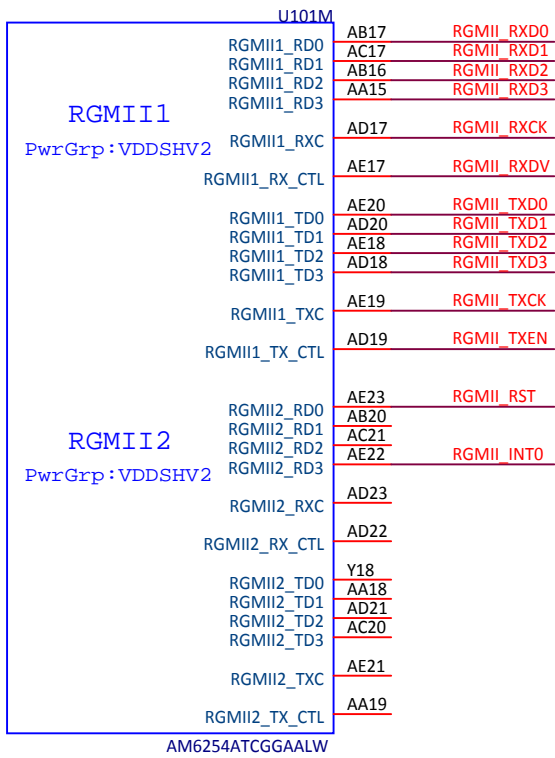 U101M
RGMII1_RD0 AB17 RGMII_RXD0
RGMII1_RD1 AC17 RGMII_RXD1
RGMII1_RD2 AB16 RGMII_RXD2
RGMII1_RD3 AA15 RGMII_RXD3
RGMII1
PwrGrp:VDDSHV2
RGMII1_RXC AD17 RGMII_RXCK
RGMII1_RX_CTL AE17 RGMII_RXDV
RGMII1_TD0 AE20 RGMII_TXD0
RGMII1_TD1 AD20 RGMII_TXD1
RGMII1_TD2 AE18 RGMII_TXD2
RGMII1_TD3 AD18 RGMII_TXD3
RGMII1_TXC AE19 RGMII_TXCK
RGMII1_TX_CTL AD19 RGMII_TXEN
RGMII2_RD0 AE23 RGMII_RST
RGMII2_RD1 AB20
RGMII2_RD2 AC21
RGMII2_RD3 AE22 RGMII_INT0
RGMII2
PwrGrp:VDDSHV2
RGMII2_RXC AD23
RGMII2_RX_CTL AD22
RGMII2_TD0 Y18
RGMII2_TD1 AA18
RGMII2_TD2 AD21
RGMII2_TD3 AC20
RGMII2_TXC AE21
RGMII2_TX_CTL AA19
AM6254ATCGGAALW